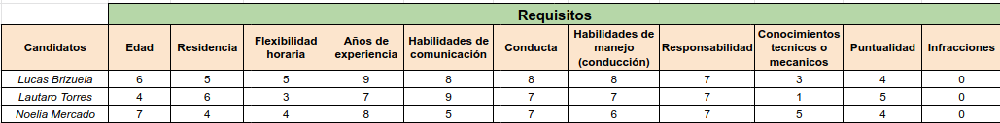 Requisitos
Candidatos Edad Residencia Flexibilidad horaria Años de experiencia Habilidades de comunicación Conducta Habilidades de manejo (conducción) Responsabilidad Conocimientos tecnicos o mecanicos Puntualidad Infracciones
Lucas Brizuela 6 5 5 9 8 8 8 7 3 4 0
Lautaro Torres 4 6 3 7 9 7 7 7 1 5 0
Noelia Mercado 7 4 4 8 5 7 6 7 5 4 0